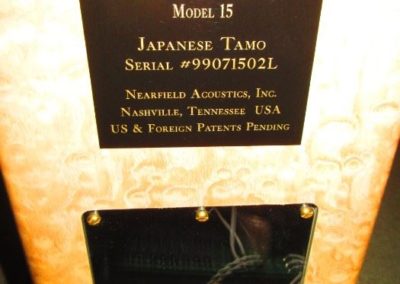 Model 15
Japanese Tamo
Serial #99071502L
Nearfield Acoustics, Inc.
Nashville, Tennessee USA
US & Foreign Patents Pending